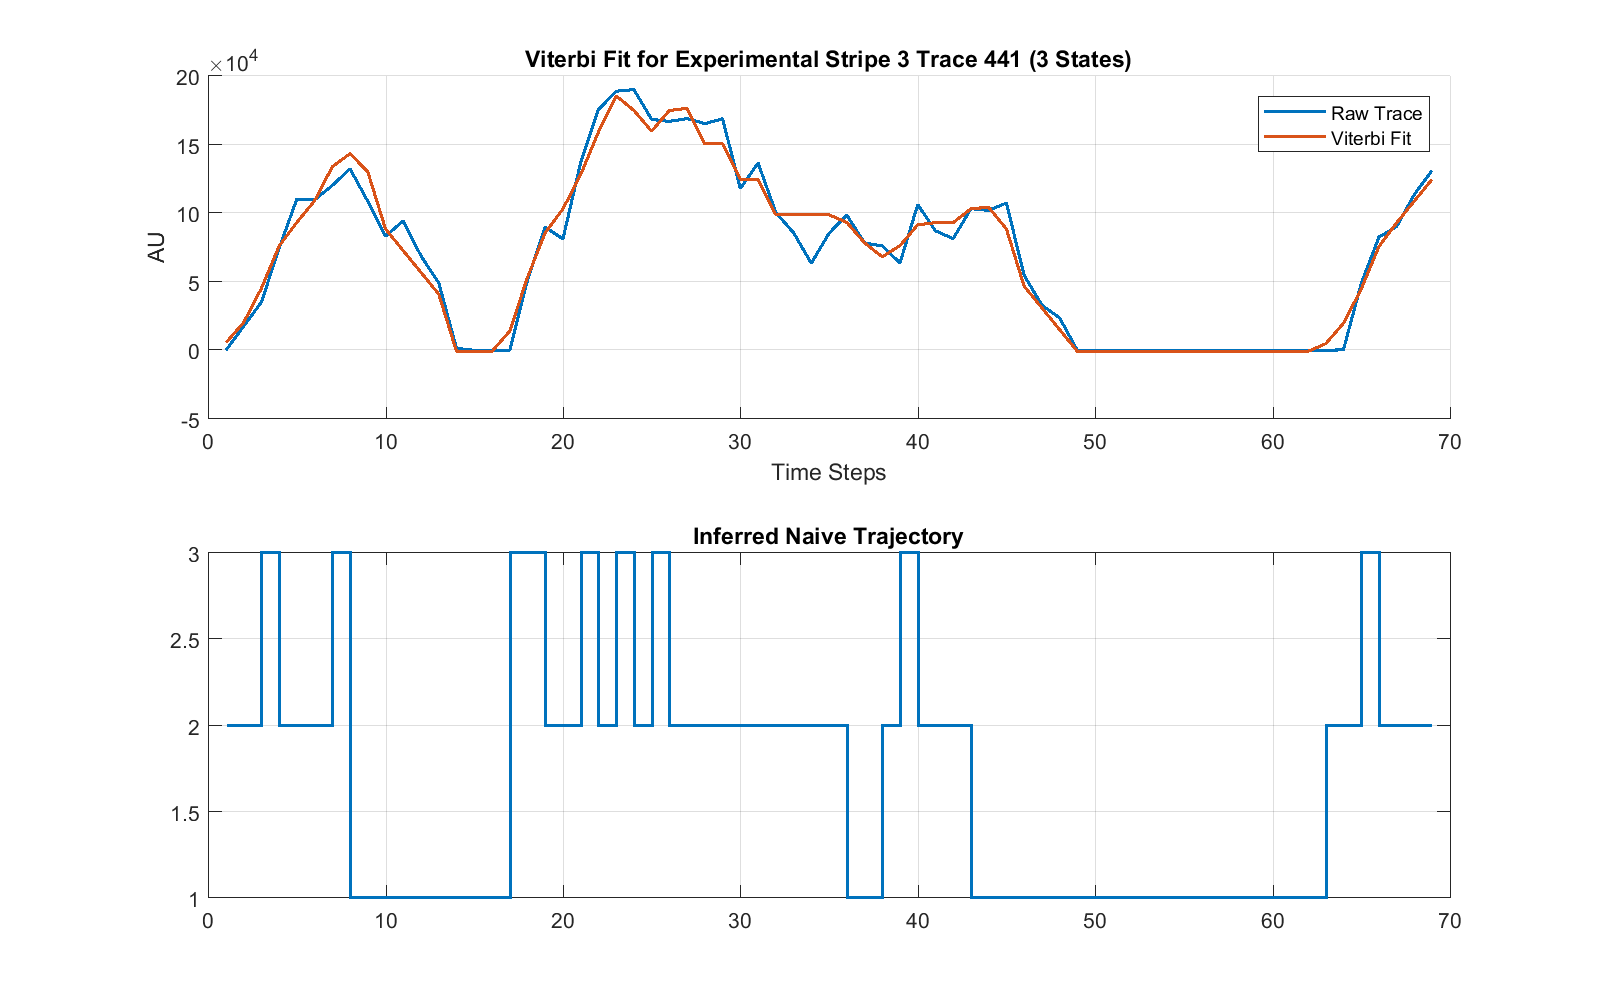 Viterbi Fit for Experimental Stripe 3 Trace 441 (3 States)
×10⁴
20
15
10
5
0
-5
AU
Raw Trace
Viterbi Fit
0 10 20 30 40 50 60 70
Time Steps
Inferred Naive Trajectory
3
2.5
2
1.5
1
0 10 20 30 40 50 60 70